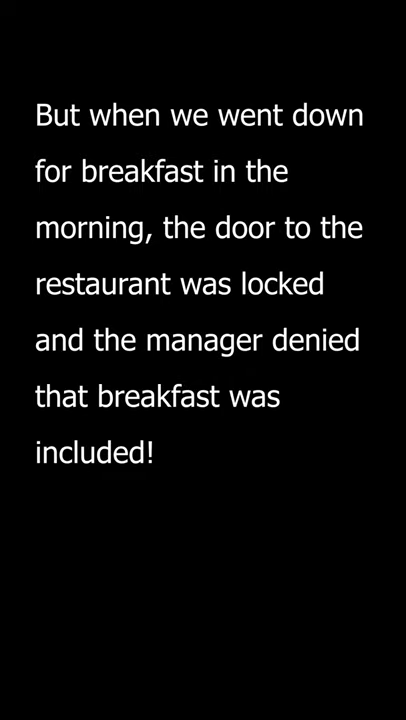 But when we went down
for breakfast in the
morning, the door to the
restaurant was locked
and the manager denied
that breakfast was
included!